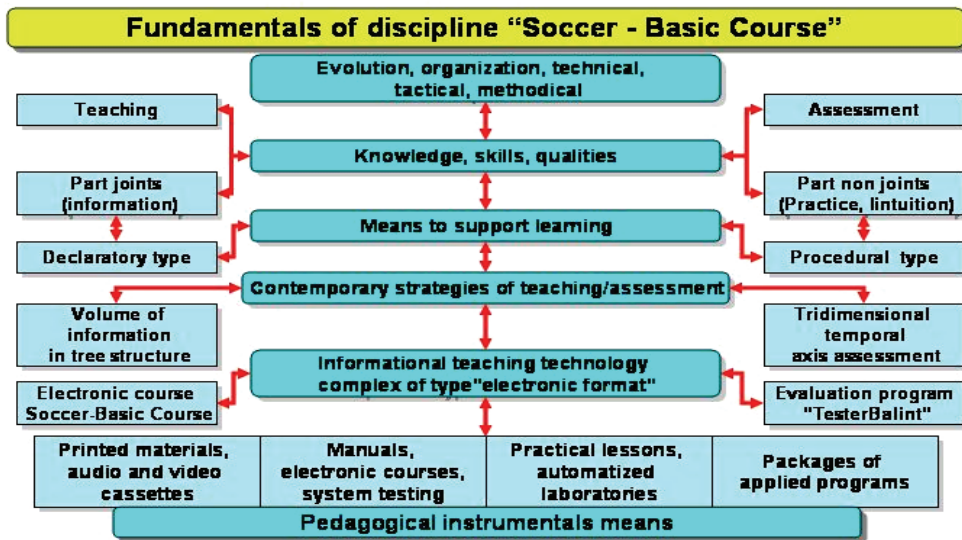 Fundamentals of discipline “Soccer - Basic Course”
Evolution, organization, technical,
tactical, methodical
Teaching
Assessment
Knowledge, skills, qualities
Part joints
(information)
Part non joints
(Practice, lintuition)
Means to support learning
Declaratory type
Procedural type
Contemporary strategies of teaching/assessment
Volume of
information
in tree structure
Tridimensional
temporal
axis assessment
Informational teaching technology
complex of type"electronic format"
Electronic course
Soccer-Basic Course
Evaluation program
"TesterBalint"
Printed materials,
audio and video
cassettes
Manuals,
electronic courses,
system testing
Practical lessons,
automatized
laboratories
Packages of
applied programs
Pedagogical instrumentals means